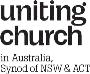 uniting
church
in Australia,
Synod of NSW & ACT